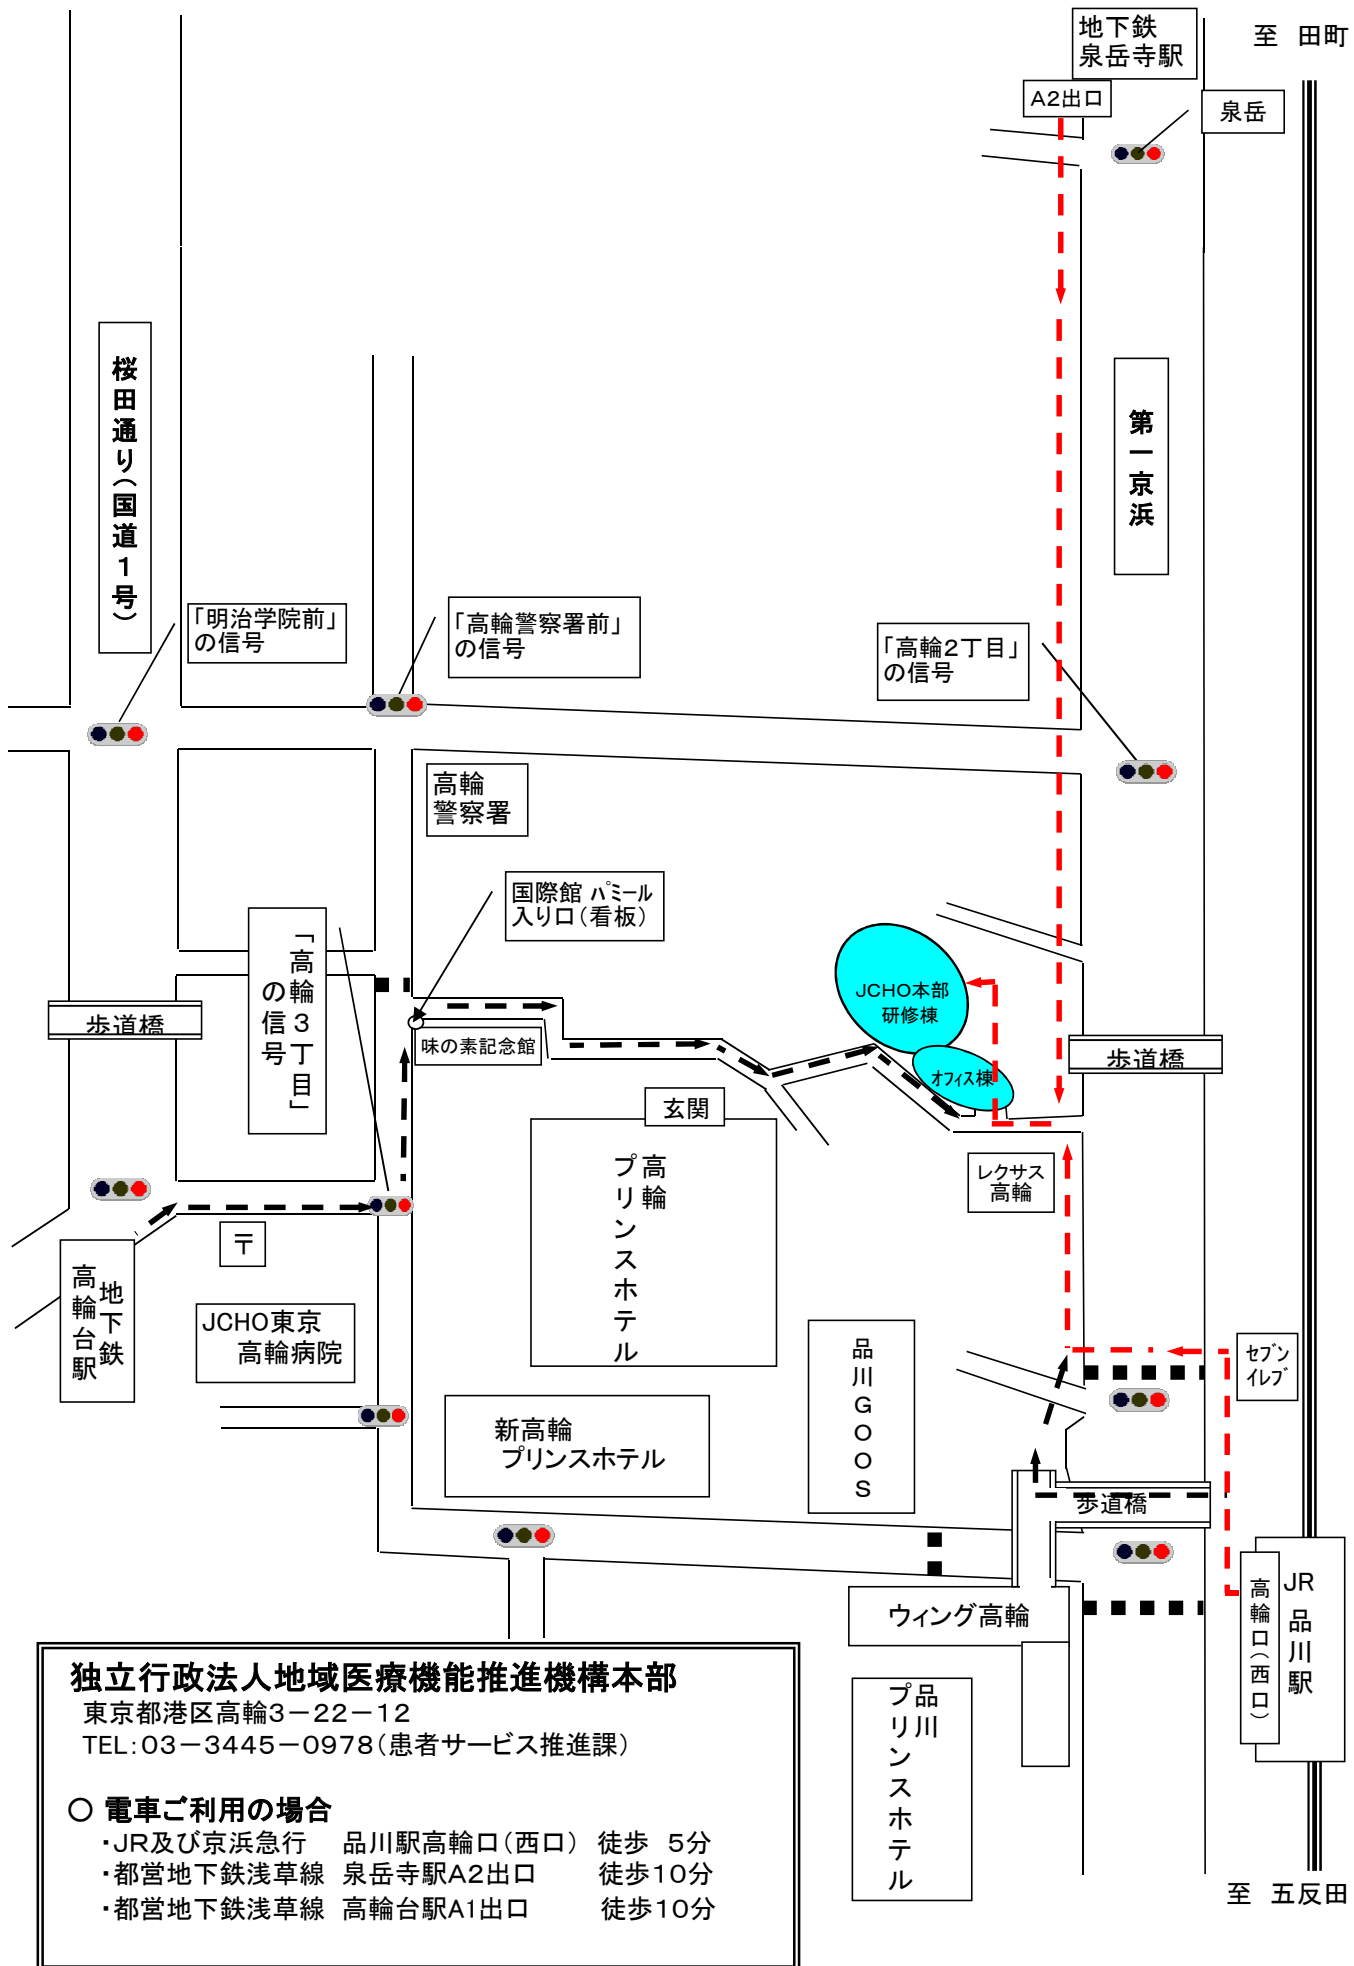 地下鉄
泉岳寺駅
至 田町
A2出口
泉岳
桜田通り(国道1号)
第一京浜
「明治学院前」
の信号
「高輪警察署前」
の信号
「高輪2丁目」
の信号
高輪
警察署
国際館 パミール
入り口(看板)
「高輪3丁目」
の信号
JCHO本部
研修棟
オフィス棟
歩道橋
味の素記念館
歩道橋
玄関
高輪
プリンスホテル
レクサス
高輪
〒
地下鉄
高輪台駅
JCHO東京
高輪病院
品川GOOS
セブン
イレブ
新高輪
プリンスホテル
歩道橋
JR
品川駅
高輪口(西口)
ウィング高輪
品川
プリンスホテル
独立行政法人地域医療機能推進機構本部
東京都港区高輪3-22-12
TEL:03-3445-0978(患者サービス推進課)
○ 電車ご利用の場合
・JR及び京浜急行 品川駅高輪口(西口) 徒歩 5分
・都営地下鉄浅草線 泉岳寺駅A2出口 徒歩10分
・都営地下鉄浅草線 高輪台駅A1出口 徒歩10分
至 五反田